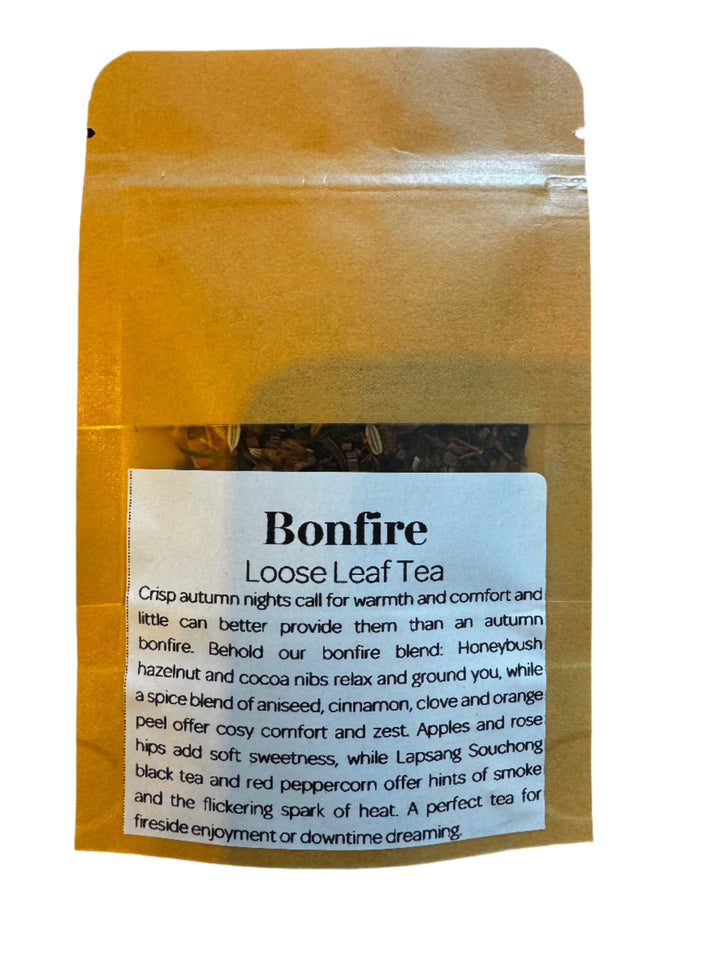 Bonfire
Loose Leaf Tea
Crisp autumn nights call for warmth and comfort and
little can better provide them than an autumn
bonfire. Behold our bonfire blend: Honeybush
hazelnut and cocoa nibs relax and ground you, while
a spice blend of aniseed, cinnamon, clove and orange
peel offer cosy comfort and zest. Apples and rose
hips add soft sweetness, while Lapsang Souchong
black tea and red peppercorn offer hints of smoke
and the flickering spark of heat. A perfect tea for
fireside enjoyment or downtime dreaming.